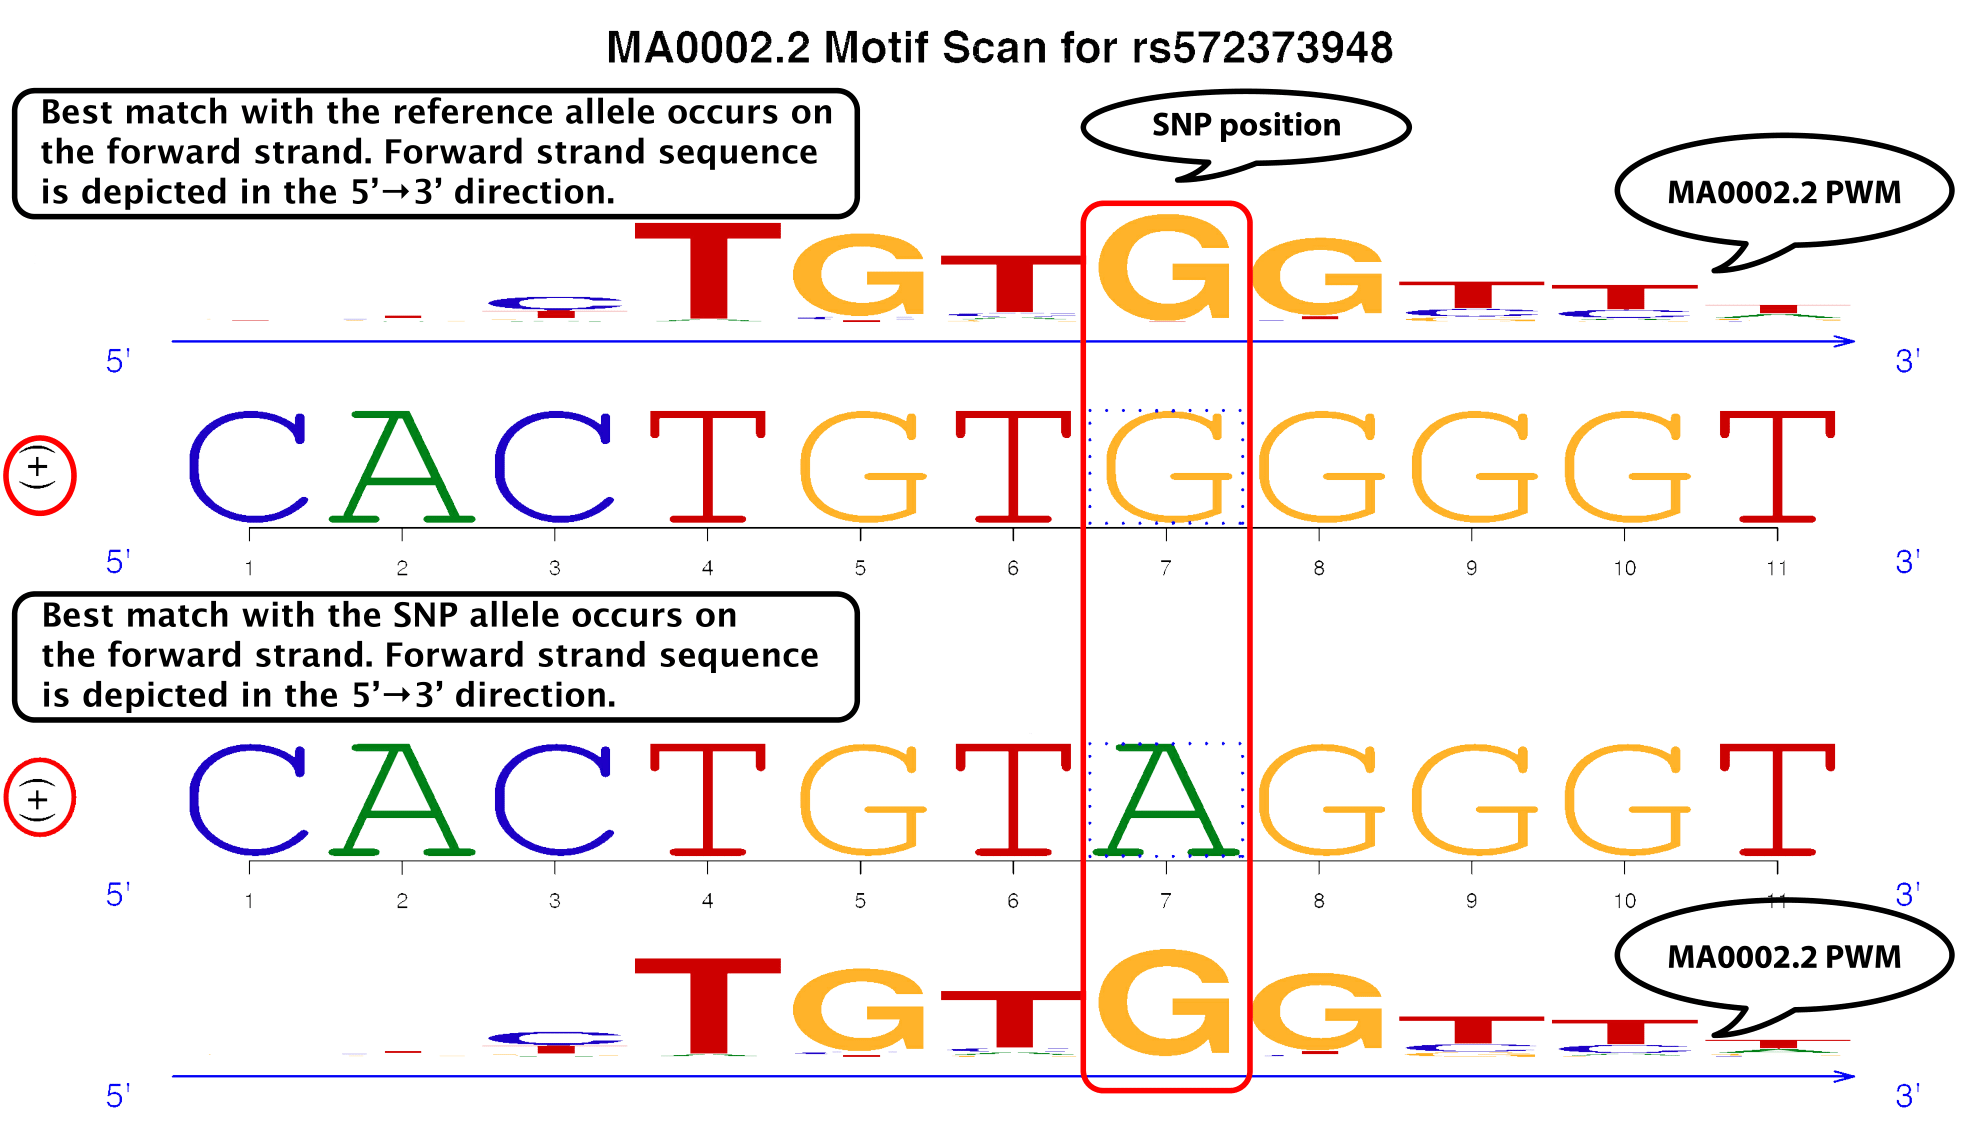 MA0002.2 Motif Scan for rs572373948
Best match with the reference allele occurs on
the forward strand. Forward strand sequence
is depicted in the 5’→3’ direction.
SNP position
MA0002.2 PWM
T G T G G T T
5' 3'
(+)
C A C T G T G G G G T
5' 1 2 3 4 5 6 7 8 9 10 11 3'
Best match with the SNP allele occurs on
the forward strand. Forward strand sequence
is depicted in the 5’→3’ direction.
(+)
C A C T G T A G G G T
5' 1 2 3 4 5 6 7 8 9 10 11 3'
MA0002.2 PWM
T G T G G T T
5' 3'